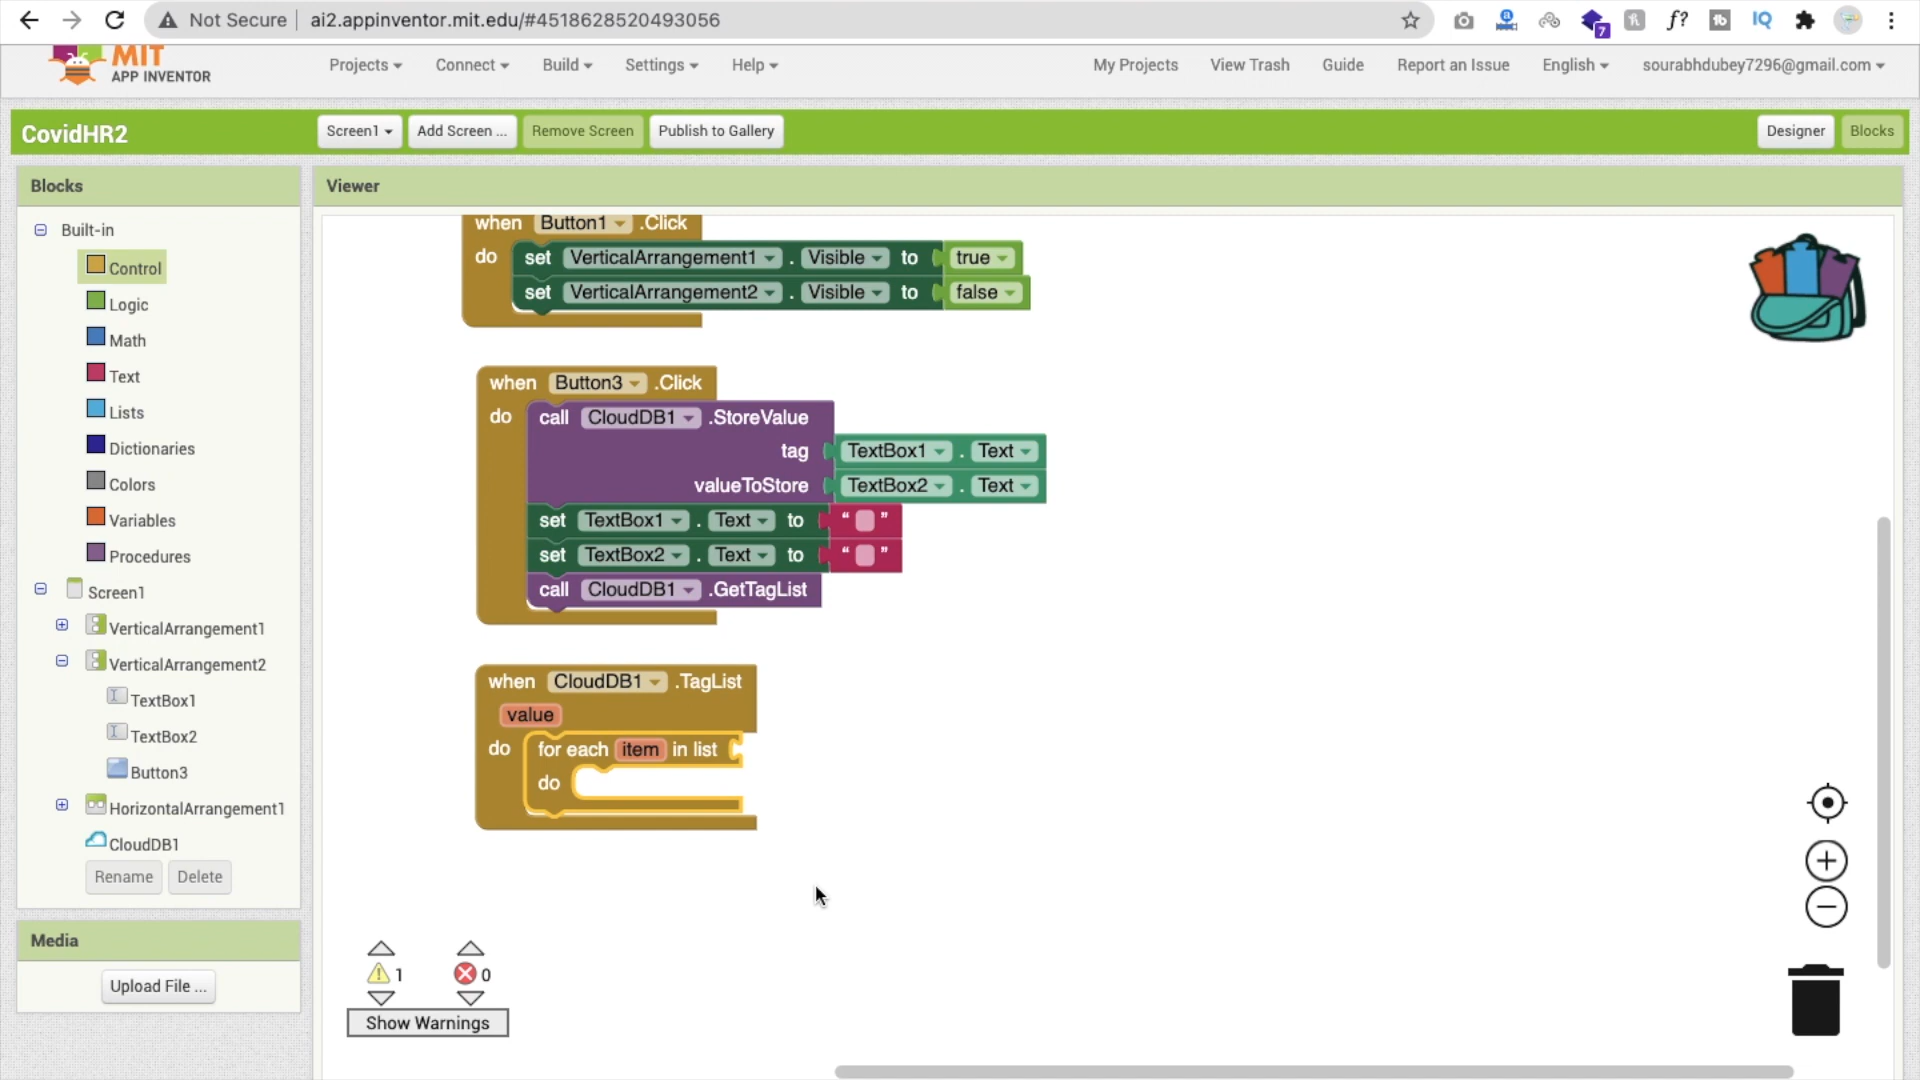 Not Secure
ai2.appinventor.mit.edu/#4518628520493056
7
f?
IQ
MIT
APP INVENTOR
Projects
Connect
Build
Settings
Help
My Projects
View Trash
Guide
Report an Issue
English
sourabhdubey7296@gmail.com
CovidHR2
Screen1
Add Screen ...
Remove Screen
Publish to Gallery
Designer
Blocks
Blocks
Viewer
Built-in
Control
Logic
Math
Text
Lists
Dictionaries
Colors
Variables
Procedures
Screen1
VerticalArrangement1
VerticalArrangement2
TextBox1
TextBox2
Button3
HorizontalArrangement1
CloudDB1
Rename
Delete
Media
Upload File ...
when Button1 .Click
do set VerticalArrangement1 . Visible to true
set VerticalArrangement2 . Visible to false
when Button3 .Click
do call CloudDB1 .StoreValue
tag TextBox1 . Text
valueToStore TextBox2 . Text
set TextBox1 . Text to “ ”
set TextBox2 . Text to “ ”
call CloudDB1 .GetTagList
when CloudDB1 .TagList
value
do for each item in list
do
1
0
Show Warnings